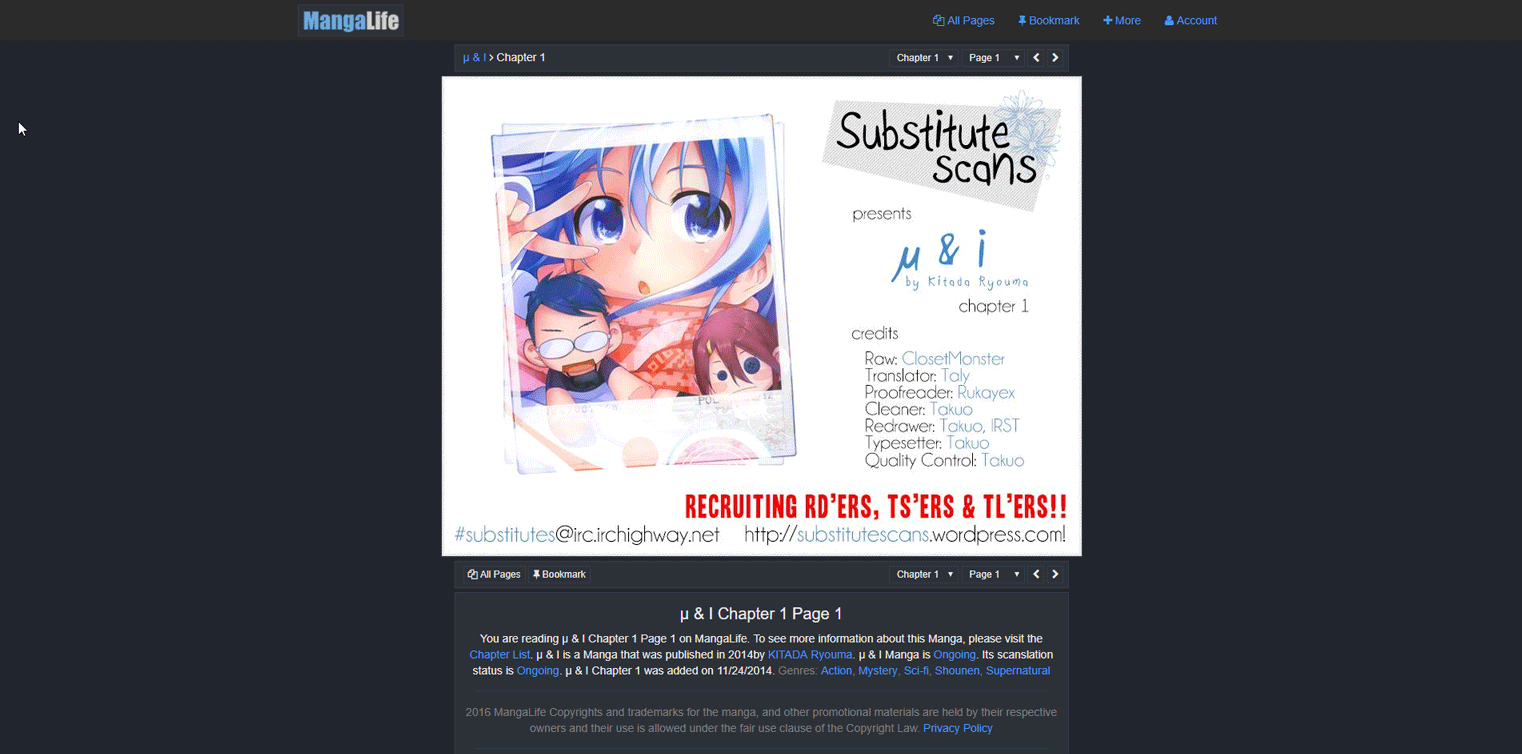 MangaLife
All Pages Bookmark More Account
µ & I > Chapter 1
Chapter 1 Page 1
Substitute
scans
presents
µ & i
by Kitada Ryouma
chapter 1
credits
Raw: ClosetMonster
Translator: Taly
Proofreader: Rukayex
Cleaner: Takuo
Redrawer: Takuo, IRST
Typesetter: Takuo
Quality Control: Takuo
RECRUITING RD'ERS, TS'ERS & TL'ERS!!
#substitutes@irc.irchighway.net http://substitutescans.wordpress.com!
All Pages Bookmark Chapter 1 Page 1
µ & I Chapter 1 Page 1
You are reading µ & I Chapter 1 Page 1 on MangaLife. To see more information about this Manga, please visit the
Chapter List. µ & I is a Manga that was published in 2014by KITADA Ryouma. µ & I Manga is Ongoing. Its scanslation
status is Ongoing. µ & I Chapter 1 was added on 11/24/2014. Genres: Action, Mystery, Sci-fi, Shounen, Supernatural
2016 MangaLife Copyrights and trademarks for the manga, and other promotional materials are held by their respective
owners and their use is allowed under the fair use clause of the Copyright Law. Privacy Policy